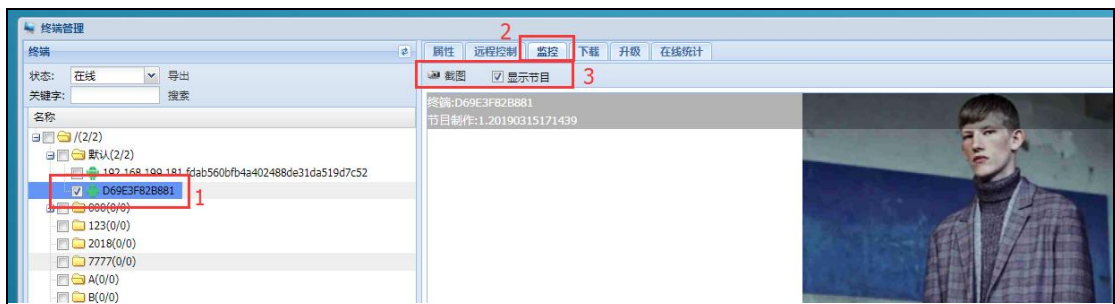 终端管理
终端
属性 远程控制 监控 下载 升级 在线统计
2
状态: 在线 导出
截图 显示节目 3
关键字: 搜索
名称
终端:D69E3F82B881
节目制作:1.20190315171439
/(2/2)
默认(2/2)
192.168.199.181.fdab560bfb4a402488de31da519d7c52
D69E3F82B881 1
000(0/0)
123(0/0)
2018(0/0)
7777(0/0)
A(0/0)
B(0/0)